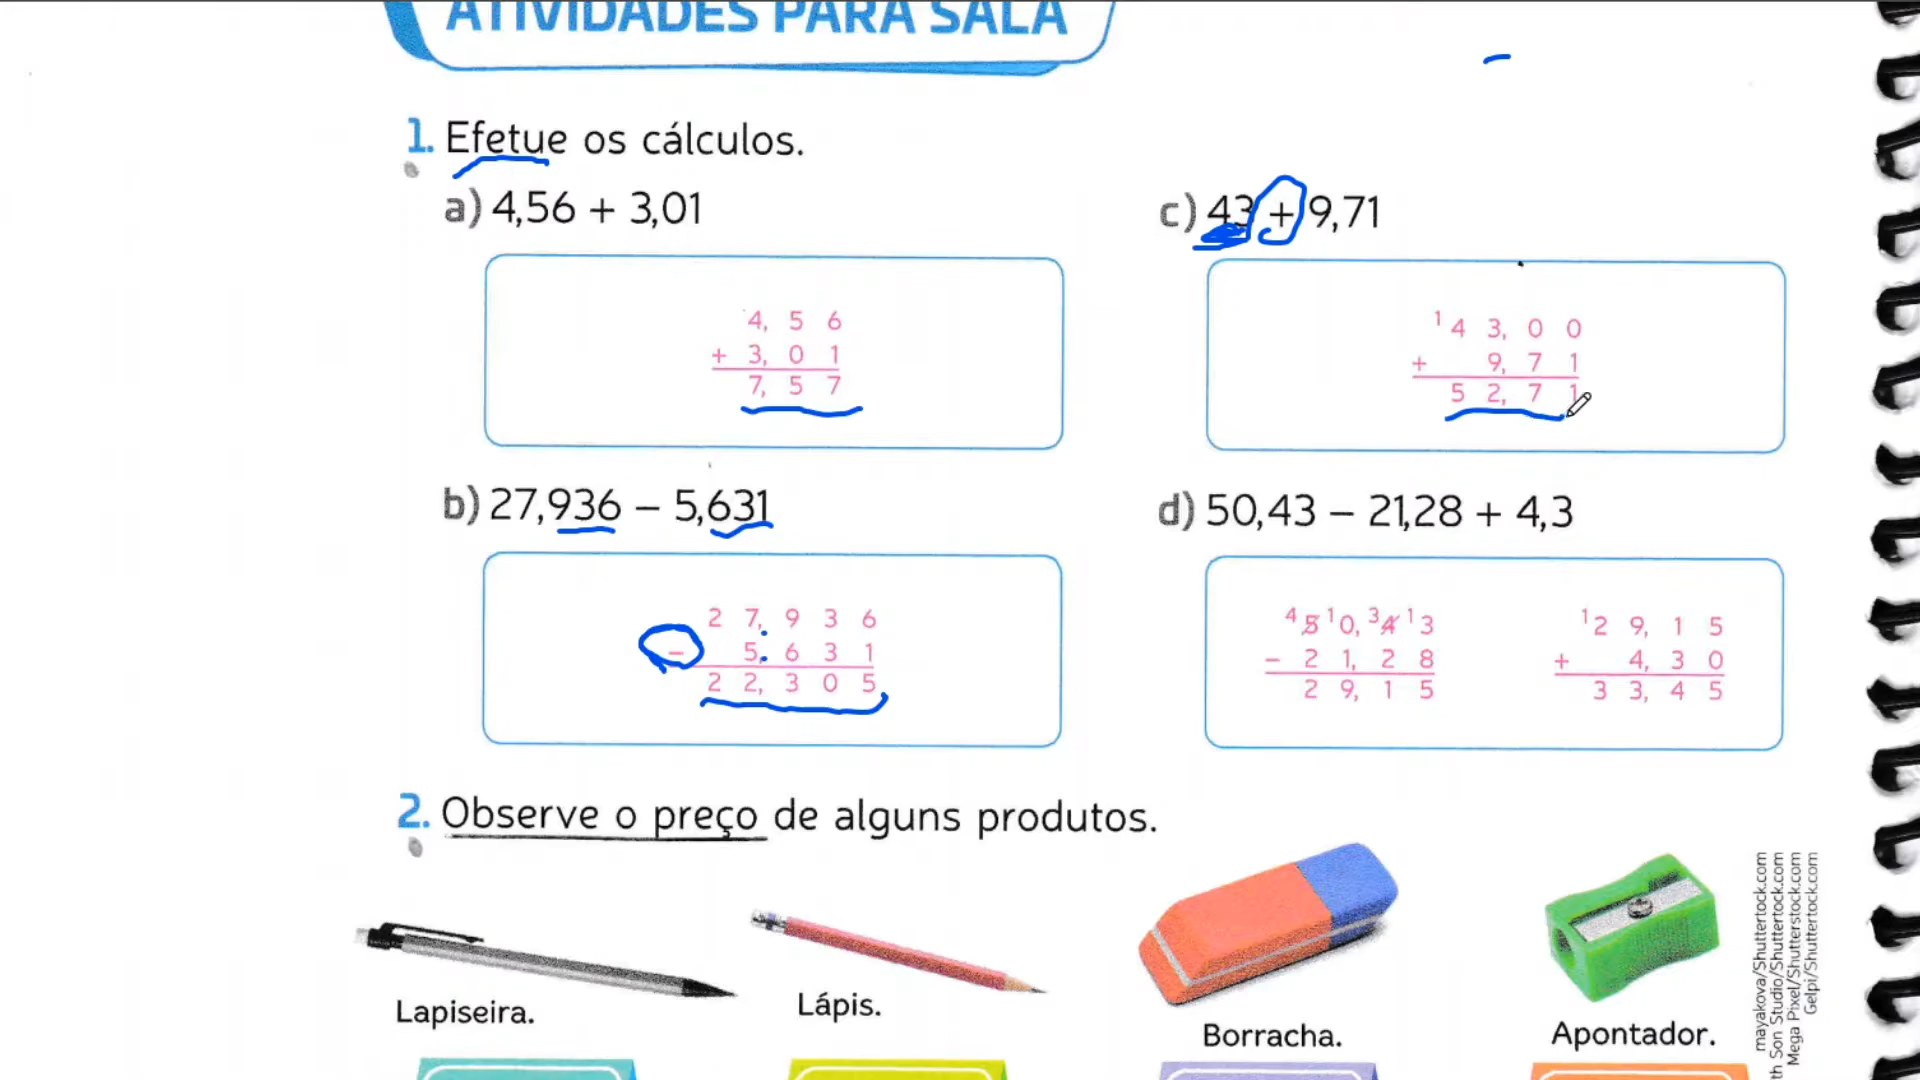 ATIVIDADES PARA SALA
1. Efetue os cálculos.
a) 4,56 + 3,01
4, 5 6
+ 3, 0 1
7, 5 7
c) 43 + 9,71
1 4 3, 0 0
+ 9, 7 1
5 2, 7 1
b) 27,936 – 5,631
2 7, 9 3 6
– 5, 6 3 1
2 2, 3 0 5
d) 50,43 – 21,28 + 4,3
4 5 1 0, 3 4 1 3
– 2 1, 2 8
2 9, 1 5
1 2 9, 1 5
+ 4, 3 0
3 3, 4 5
2. Observe o preço de alguns produtos.
Lapiseira.
Lápis.
Borracha.
Apontador.
mayakova/Shuttertock.com
th Son Studio/Shuttertock.com
Mega Pixel/Shutterstock.com
Gelpi/Shuttertock.com